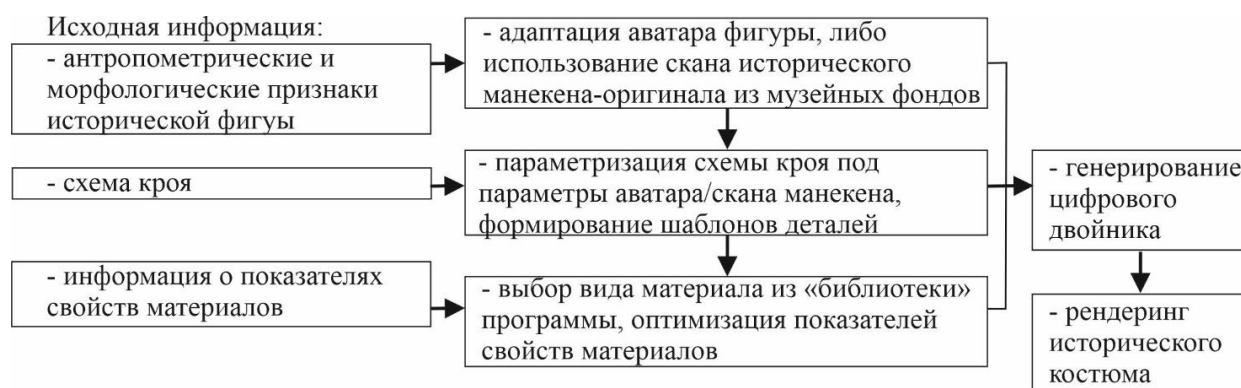 Исходная информация:
- антропометрические и
морфологические признаки
исторической фигуы
- адаптация аватара фигуры, либо
использование скана исторического
манекена-оригинала из музейных фондов
- схема кроя
- параметризация схемы кроя под
параметры аватара/скана манекена,
формирование шаблонов деталей
- информация о показателях
свойств материалов
- выбор вида материала из «библиотеки»
программы, оптимизация показателей
свойств материалов
- генерирование
цифрового
двойника
- рендеринг
исторического
костюма